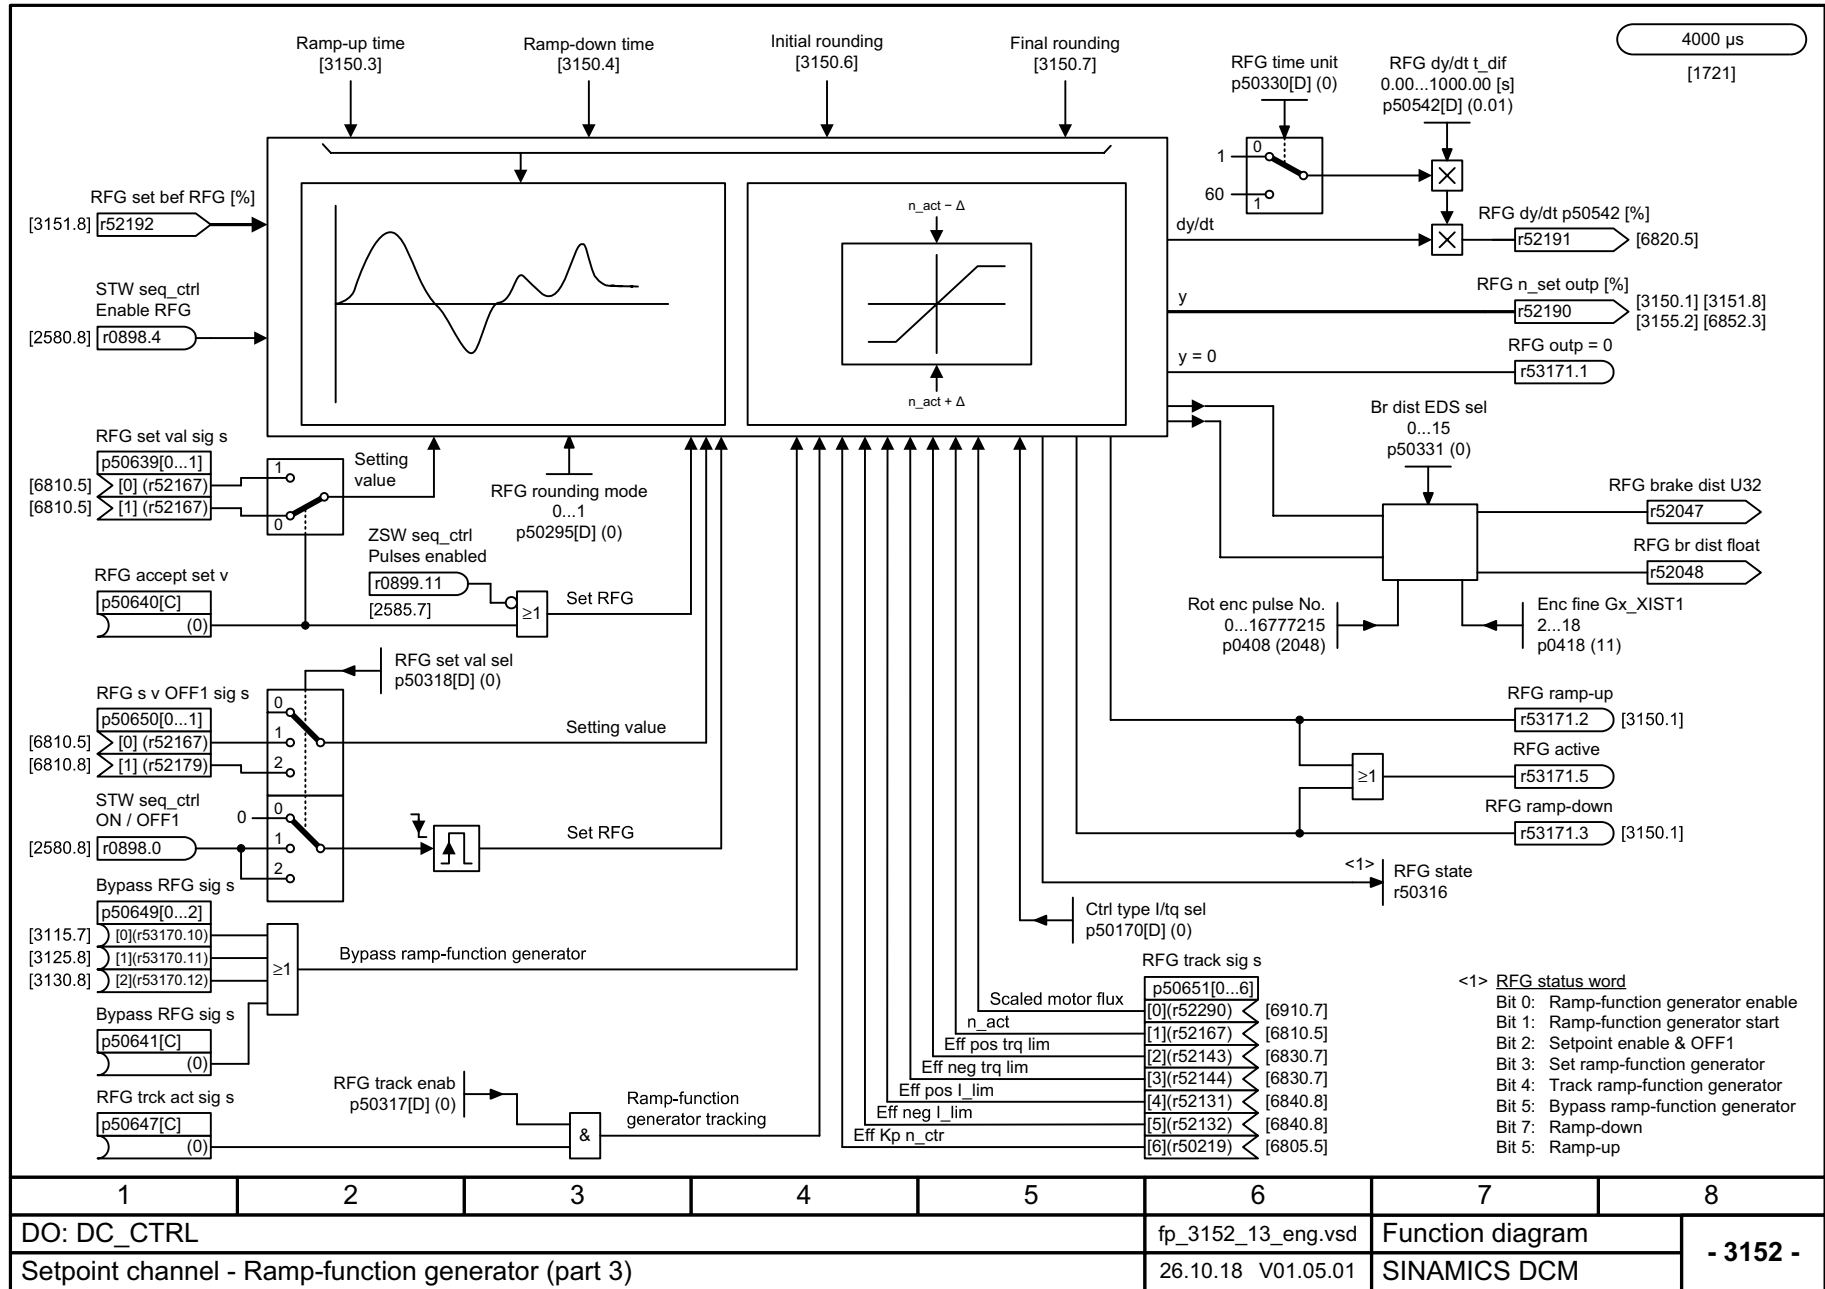 Ramp-up time
[3150.3]
Ramp-down time
[3150.4]
Initial rounding
[3150.6]
Final rounding
[3150.7]
RFG time unit
p50330[D] (0)
RFG dy/dt t_dif
0.00...1000.00 [s]
p50542[D] (0.01)
4000 µs
[1721]
1
0
60
1
RFG set bef RFG [%]
[3151.8]
r52192
STW seq_ctrl
Enable RFG
[2580.8]
r0898.4
n_act – Δ
n_act + Δ
dy/dt
RFG dy/dt p50542 [%]
r52191
[6820.5]
y
RFG n_set outp [%]
r52190
[3150.1] [3151.8]
[3155.2] [6852.3]
y = 0
RFG outp = 0
r53171.1
Br dist EDS sel
0...15
p50331 (0)
RFG brake dist U32
r52047
RFG br dist float
r52048
Rot enc pulse No.
0...16777215
p0408 (2048)
Enc fine Gx_XIST1
2...18
p0418 (11)
RFG set val sig s
p50639[0...1]
[6810.5]
[0] (r52167)
[6810.5]
[1] (r52167)
1
0
Setting
value
RFG rounding mode
0...1
p50295[D] (0)
ZSW seq_ctrl
Pulses enabled
r0899.11
[2585.7]
≥1
Set RFG
RFG accept set v
p50640[C]
(0)
RFG set val sel
p50318[D] (0)
RFG s v OFF1 sig s
p50650[0...1]
[6810.5]
[0] (r52167)
[6810.8]
[1] (r52179)
0
1
2
Setting value
STW seq_ctrl
ON / OFF1
[2580.8]
r0898.0
0
0
1
2
Set RFG
Bypass RFG sig s
p50649[0...2]
[3115.7]
[0](r53170.10)
[3125.8]
[1](r53170.11)
[3130.8]
[2](r53170.12)
≥1
Bypass ramp-function generator
Bypass RFG sig s
p50641[C]
(0)
RFG trck act sig s
p50647[C]
(0)
RFG track enab
p50317[D] (0)
&
Ramp-function
generator tracking
RFG ramp-up
r53171.2
[3150.1]
≥1
RFG active
r53171.5
RFG ramp-down
r53171.3
[3150.1]
<1>
RFG state
r50316
Ctrl type I/tq sel
p50170[D] (0)
RFG track sig s
p50651[0...6]
Scaled motor flux
[0](r52290)
[6910.7]
n_act
[1](r52167)
[6810.5]
Eff pos trq lim
[2](r52143)
[6830.7]
Eff neg trq lim
[3](r52144)
[6830.7]
Eff pos I_lim
[4](r52131)
[6840.8]
Eff neg I_lim
[5](r52132)
[6840.8]
Eff Kp n_ctr
[6](r50219)
[6805.5]
<1> RFG status word
Bit 0: Ramp-function generator enable
Bit 1: Ramp-function generator start
Bit 2: Setpoint enable & OFF1
Bit 3: Set ramp-function generator
Bit 4: Track ramp-function generator
Bit 5: Bypass ramp-function generator
Bit 7: Ramp-down
Bit 5: Ramp-up
1 2 3 4 5 6 7 8
DO: DC_CTRL
fp_3152_13_eng.vsd
Function diagram
- 3152 -
Setpoint channel - Ramp-function generator (part 3)
26.10.18 V01.05.01
SINAMICS DCM